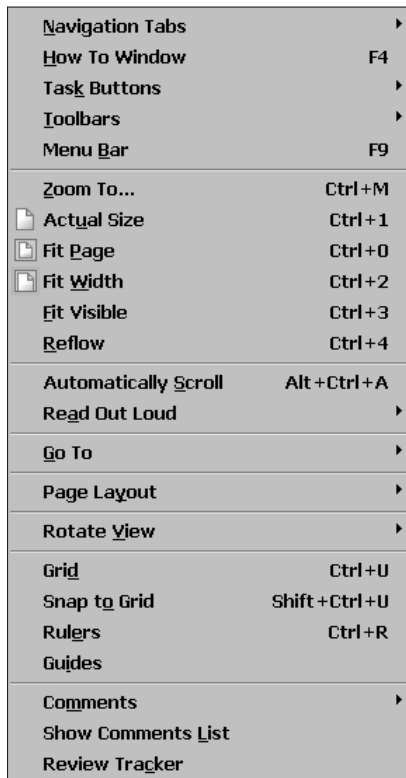 Navigation Tabs
How To Window F4
Task Buttons
Toolbars
Menu Bar F9
Zoom To... Ctrl+M
Actual Size Ctrl+1
Fit Page Ctrl+0
Fit Width Ctrl+2
Fit Visible Ctrl+3
Reflow Ctrl+4
Automatically Scroll Alt+Ctrl+A
Read Out Loud
Go To
Page Layout
Rotate View
Grid Ctrl+U
Snap to Grid Shift+Ctrl+U
Rulers Ctrl+R
Guides
Comments
Show Comments List
Review Tracker